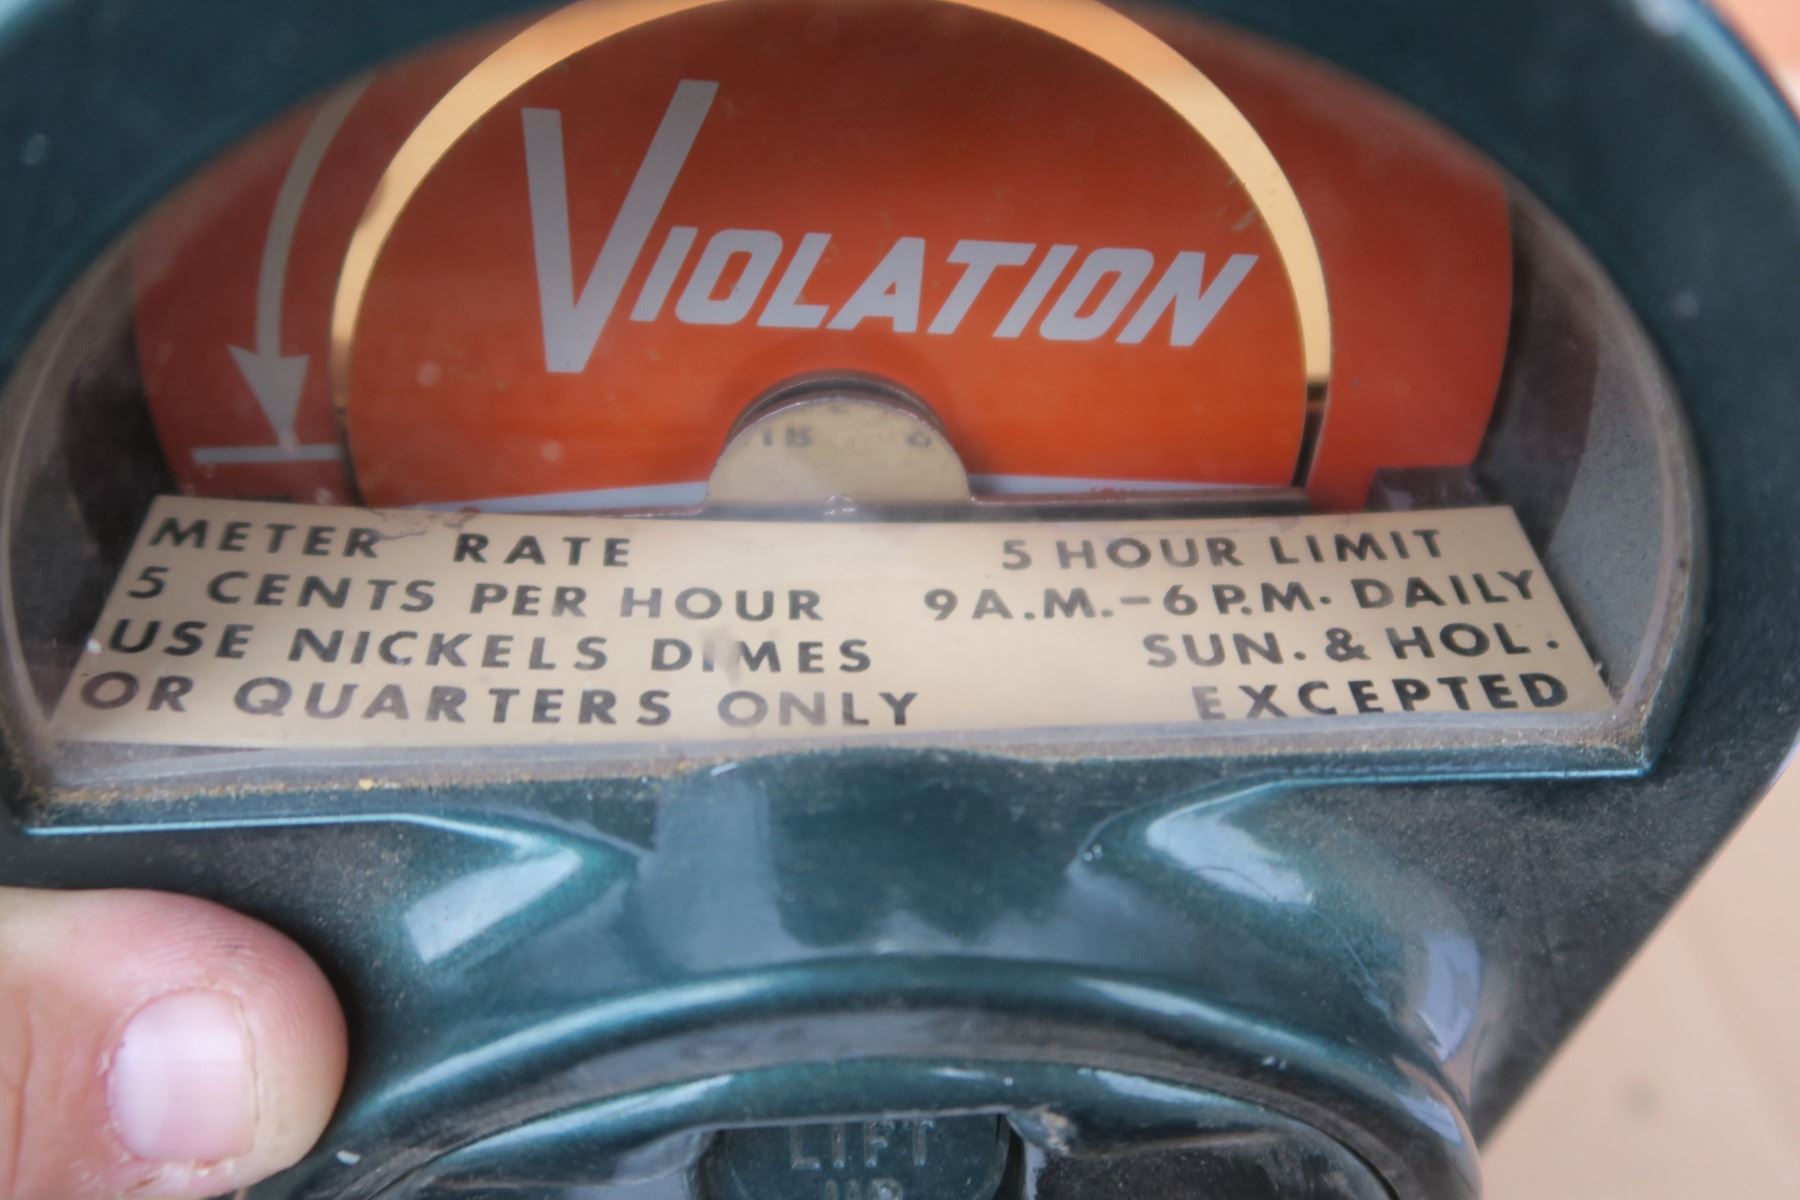 VIOLATION
METER RATE
5 CENTS PER HOUR
USE NICKELS DIMES
OR QUARTERS ONLY
5 HOUR LIMIT
9 A.M.-6 P.M. DAILY
SUN. & HOL.
EXCEPTED
LIFT
UP